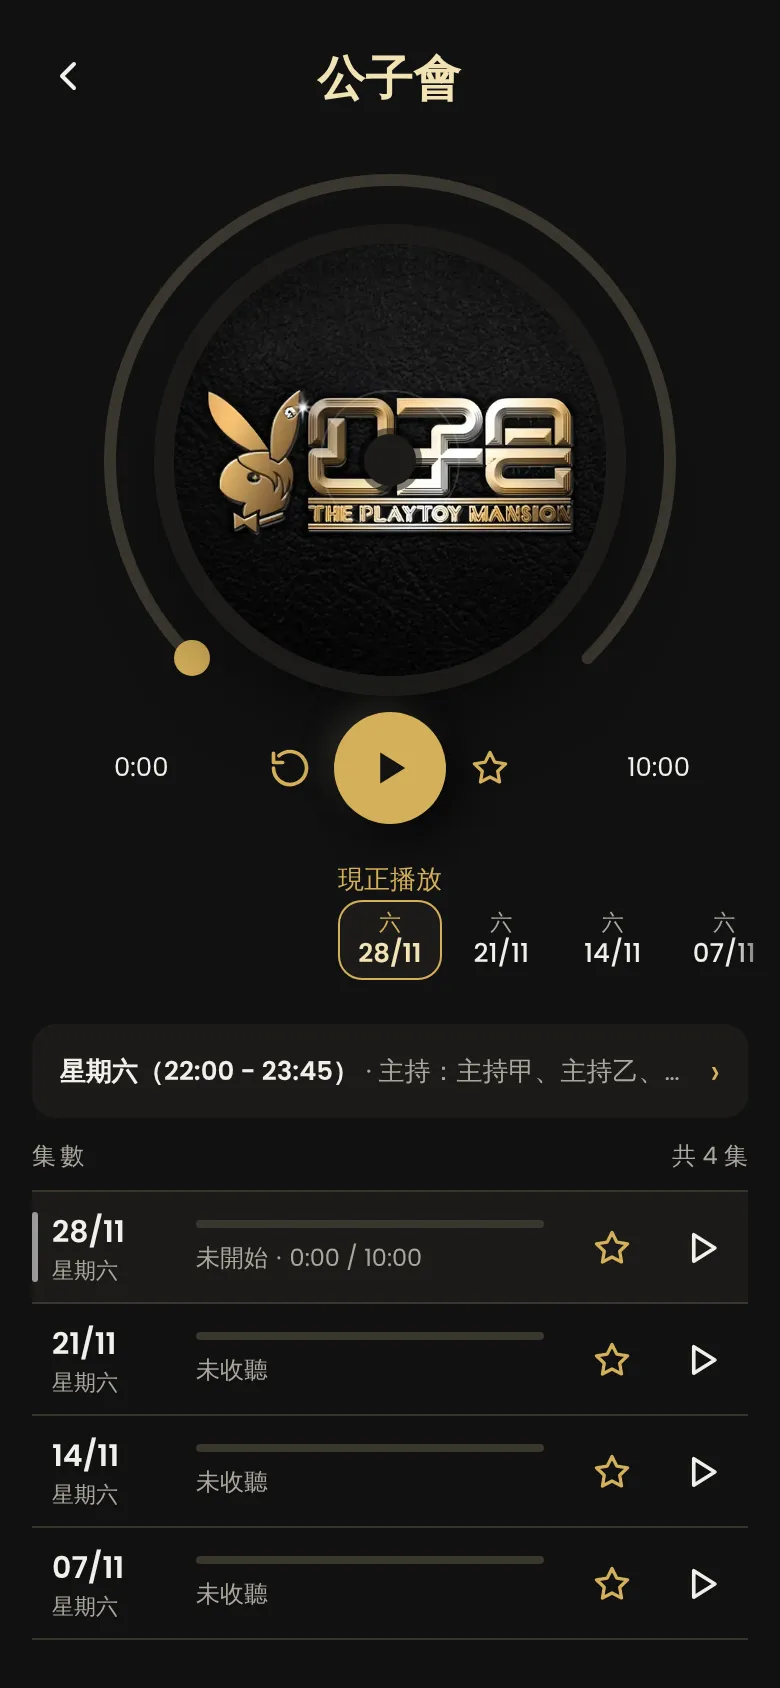 公子會
THE PLAYTOY MANSION
0:00
10:00
現正播放
六 六 六 六
28/11 21/11 14/11 07/11
星期六（22:00 - 23:45） · 主持：主持甲、主持乙、... ›
集數 共 4 集
28/11
星期六
未開始 · 0:00 / 10:00
21/11
星期六
未收聽
14/11
星期六
未收聽
07/11
星期六
未收聽